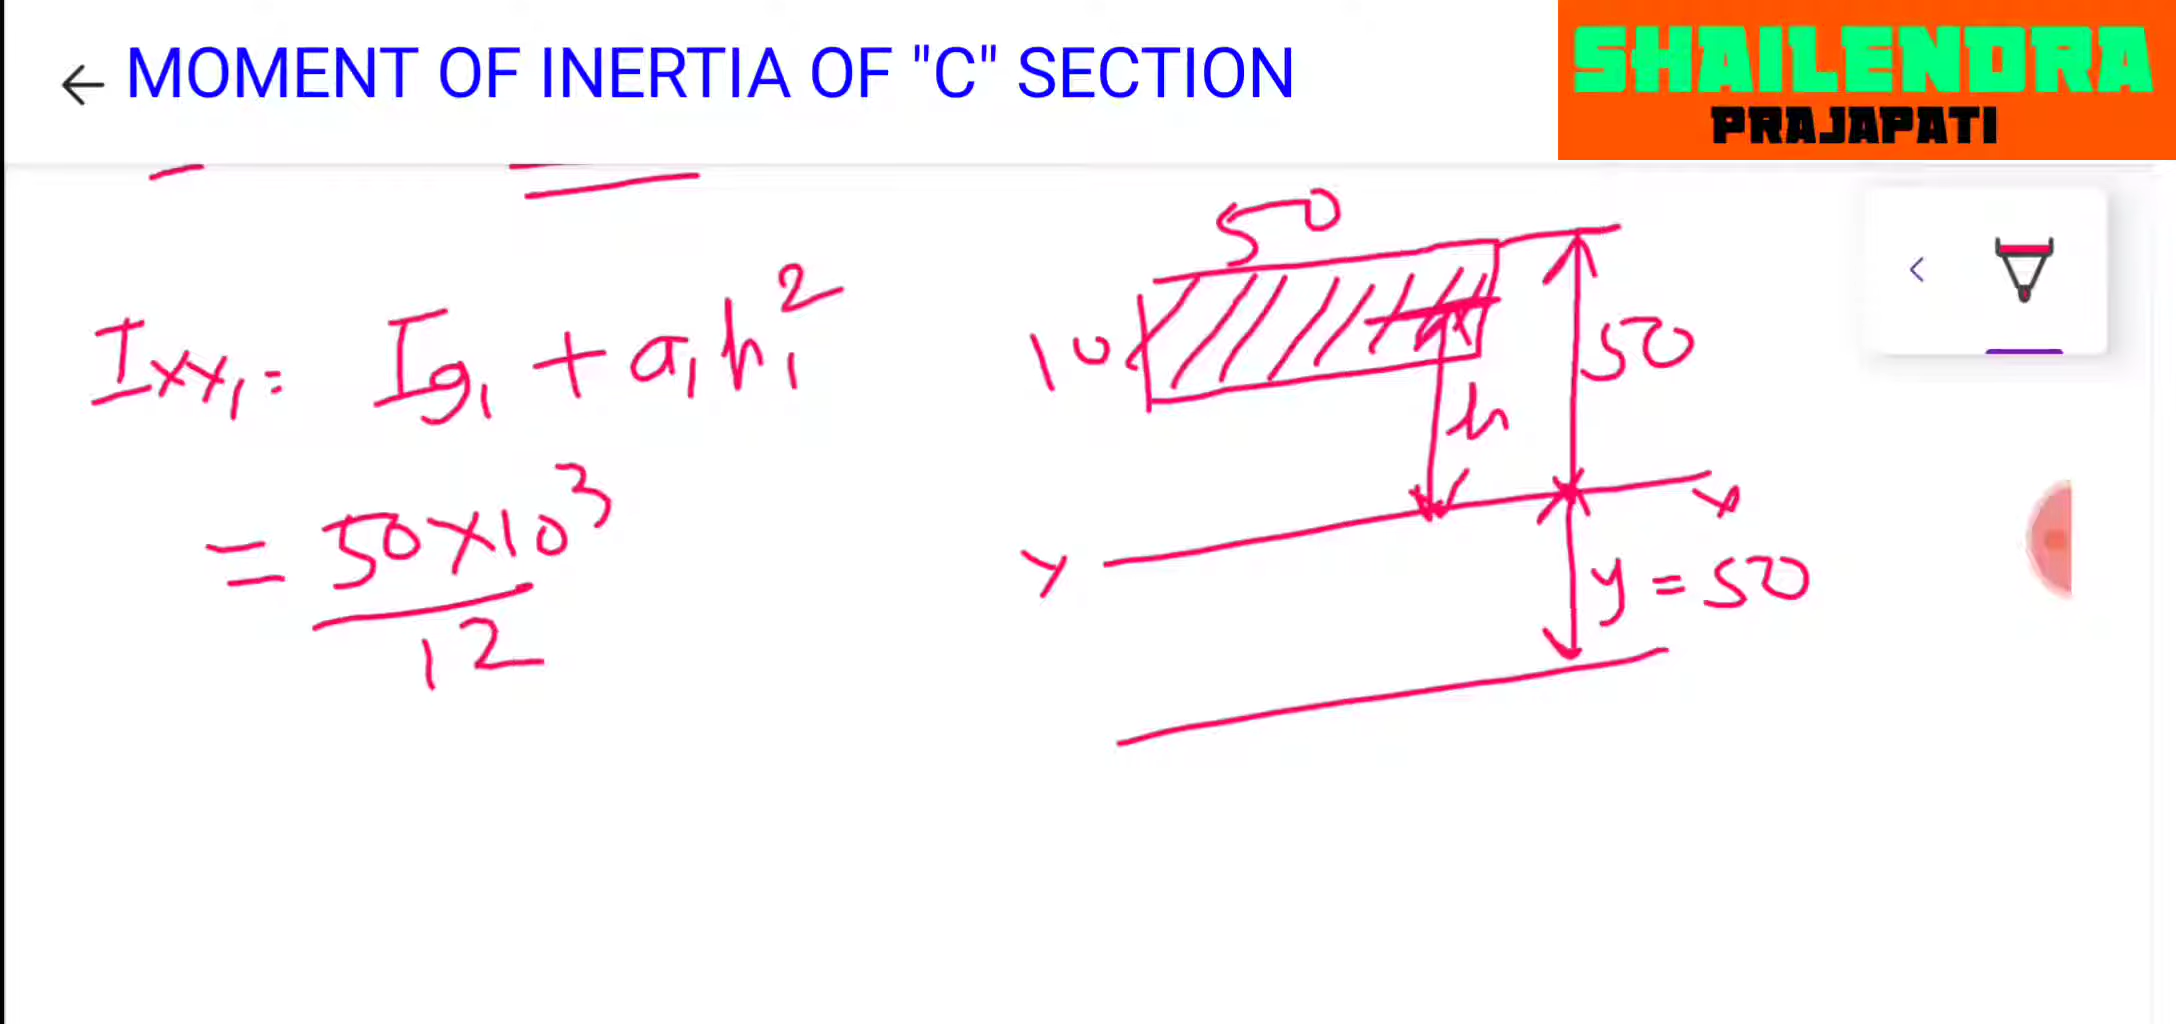 ← MOMENT OF INERTIA OF "C" SECTION
SHAILENDRA
PRAJAPATI
50
Ixx₁ = Ig₁ + a₁h₁²
10
50
h
= 50×10³
12
x
x
y = 50